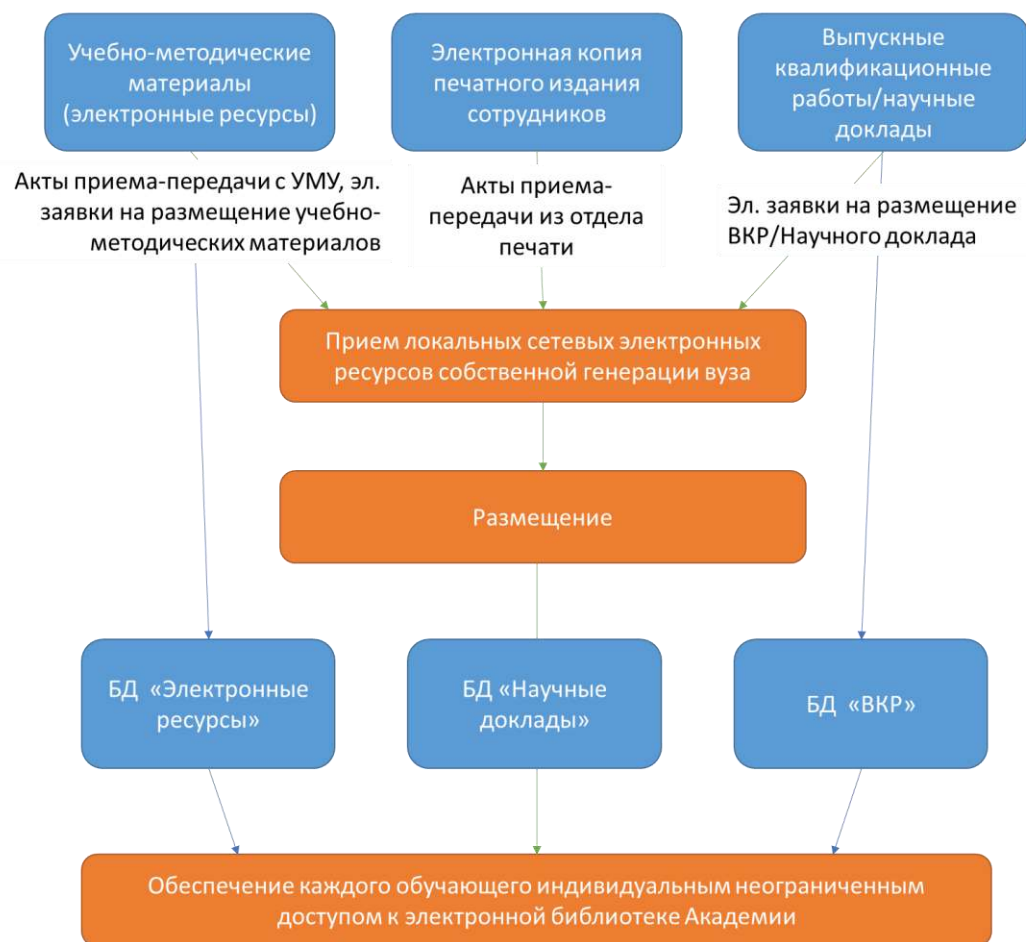 Учебно-методические
материалы
(электронные ресурсы)
Электронная копия
печатного издания
сотрудников
Выпускные
квалификационные
работы/научные
доклады
Акты приема-передачи с УМУ, эл.
заявки на размещение учебно-
методических материалов
Акты приема-
передачи из отдела
печати
Эл. заявки на размещение
ВКР/Научного доклада
Прием локальных сетевых электронных
ресурсов собственной генерации вуза
Размещение
БД «Электронные
ресурсы»
БД «Научные
доклады»
БД «ВКР»
Обеспечение каждого обучающего индивидуальным неограниченным
доступом к электронной библиотеке Академии